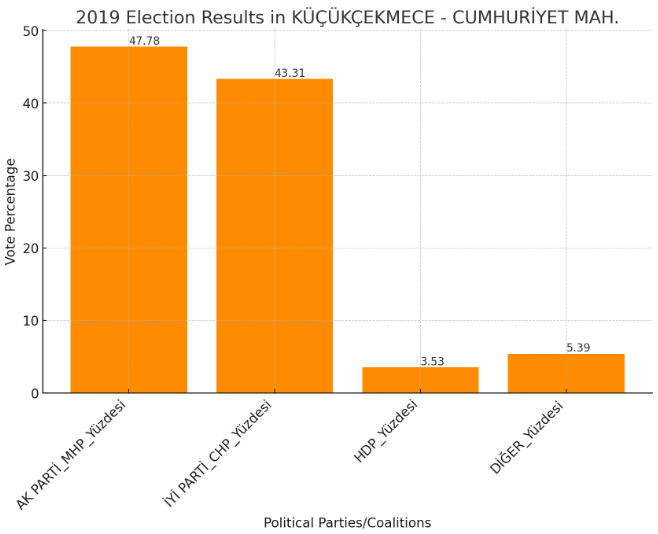 2019 Election Results in KÜÇÜKÇEKMECE - CUMHURİYET MAH.
Vote Percentage
50
40
30
20
10
0
47.78
43.31
3.53
5.39
AK PARTİ_MHP_Yüzdesi
İYİ PARTİ_CHP_Yüzdesi
HDP_Yüzdesi
DİĞER_Yüzdesi
Political Parties/Coalitions